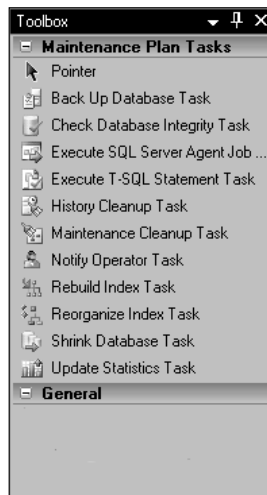 Toolbox
Maintenance Plan Tasks
Pointer
Back Up Database Task
Check Database Integrity Task
Execute SQL Server Agent Job ...
Execute T-SQL Statement Task
History Cleanup Task
Maintenance Cleanup Task
Notify Operator Task
Rebuild Index Task
Reorganize Index Task
Shrink Database Task
Update Statistics Task
General